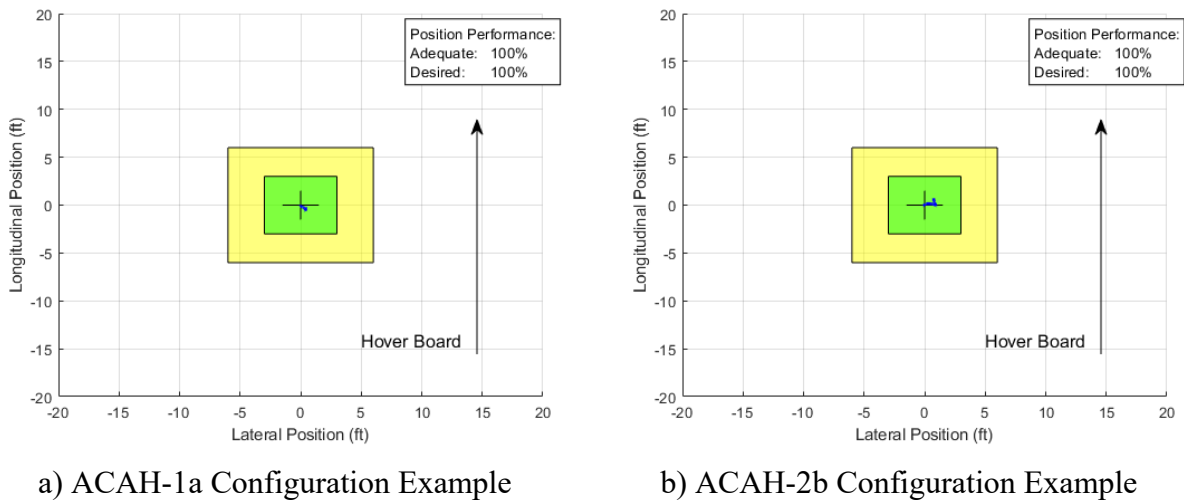 20
15
10
5
0
-5
-10
-15
-20
Longitudinal Position (ft)
Position Performance:
Adequate: 100%
Desired: 100%
Hover Board
-20 -15 -10 -5 0 5 10 15 20
Lateral Position (ft)
a) ACAH-1a Configuration Example
20
15
10
5
0
-5
-10
-15
-20
Longitudinal Position (ft)
Position Performance:
Adequate: 100%
Desired: 100%
Hover Board
-20 -15 -10 -5 0 5 10 15 20
Lateral Position (ft)
b) ACAH-2b Configuration Example